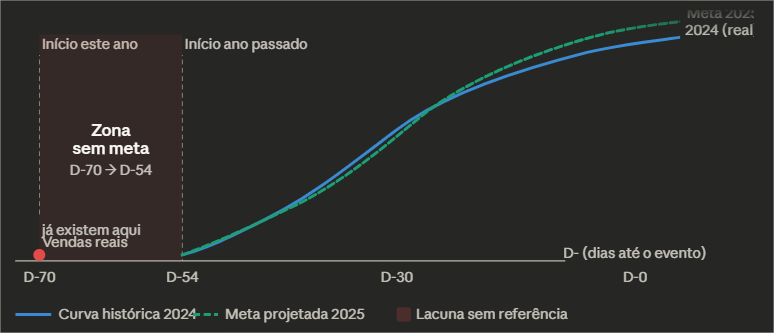 Meta 202
2024 (real
Início este ano
Início ano passado
Zona
sem meta
D-70 → D-54
já existem aqui
Vendas reais
D- (dias até o evento)
D-70
D-54
D-30
D-0
Curva histórica 2024
Meta projetada 2025
Lacuna sem referência